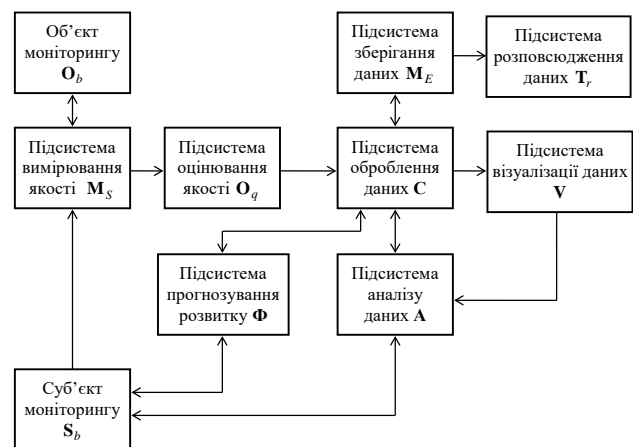 Об’єкт
моніторингу
O_b
Підсистема
зберігання
даних M_E
Підсистема
розповсюдження
даних T_r
Підсистема
вимірювання
якості M_S
Підсистема
оцінювання
якості O_q
Підсистема
оброблення
даних C
Підсистема
візуалізації даних
V
Підсистема
прогнозування
розвитку Ф
Підсистема
аналізу
даних A
Суб’єкт
моніторингу
S_b